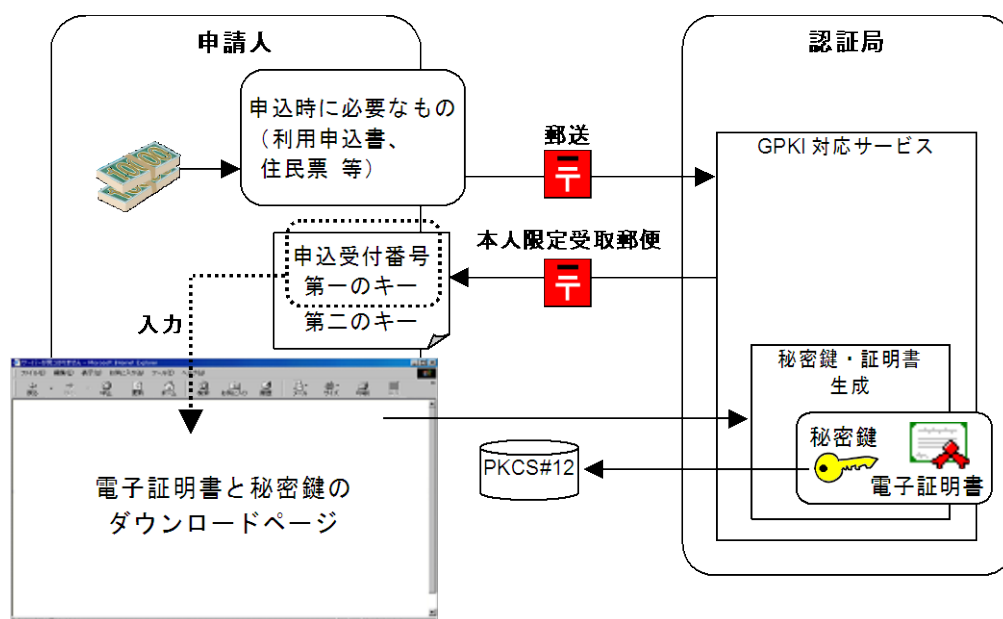 申請人
認証局
申込時に必要なもの
（利用申込書、
住民票 等）
郵送
GPKI 対応サービス
本人限定受取郵便
申込受付番号
第一のキー
第二のキー
入力
秘密鍵・証明書
生成
秘密鍵
電子証明書
PKCS#12
電子証明書と秘密鍵の
ダウンロードページ